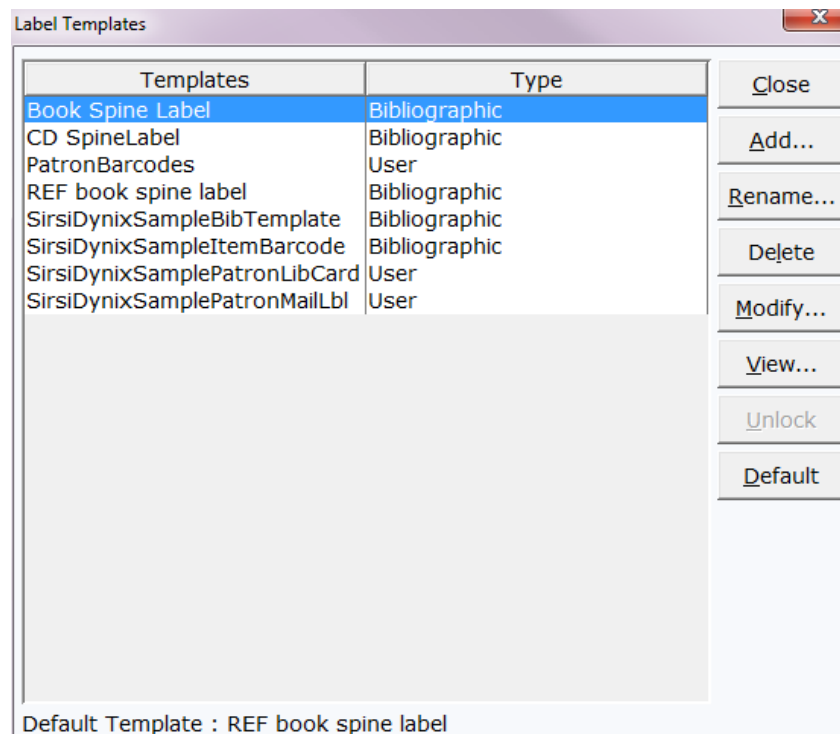 Label Templates
x
Templates Type
Book Spine Label Bibliographic
CD SpineLabel Bibliographic
PatronBarcodes User
REF book spine label Bibliographic
SirsiDynixSampleBibTemplate Bibliographic
SirsiDynixSampleItemBarcode Bibliographic
SirsiDynixSamplePatronLibCard User
SirsiDynixSamplePatronMailLbl User
Close
Add...
Rename...
Delete
Modify...
View...
Unlock
Default
Default Template : REF book spine label